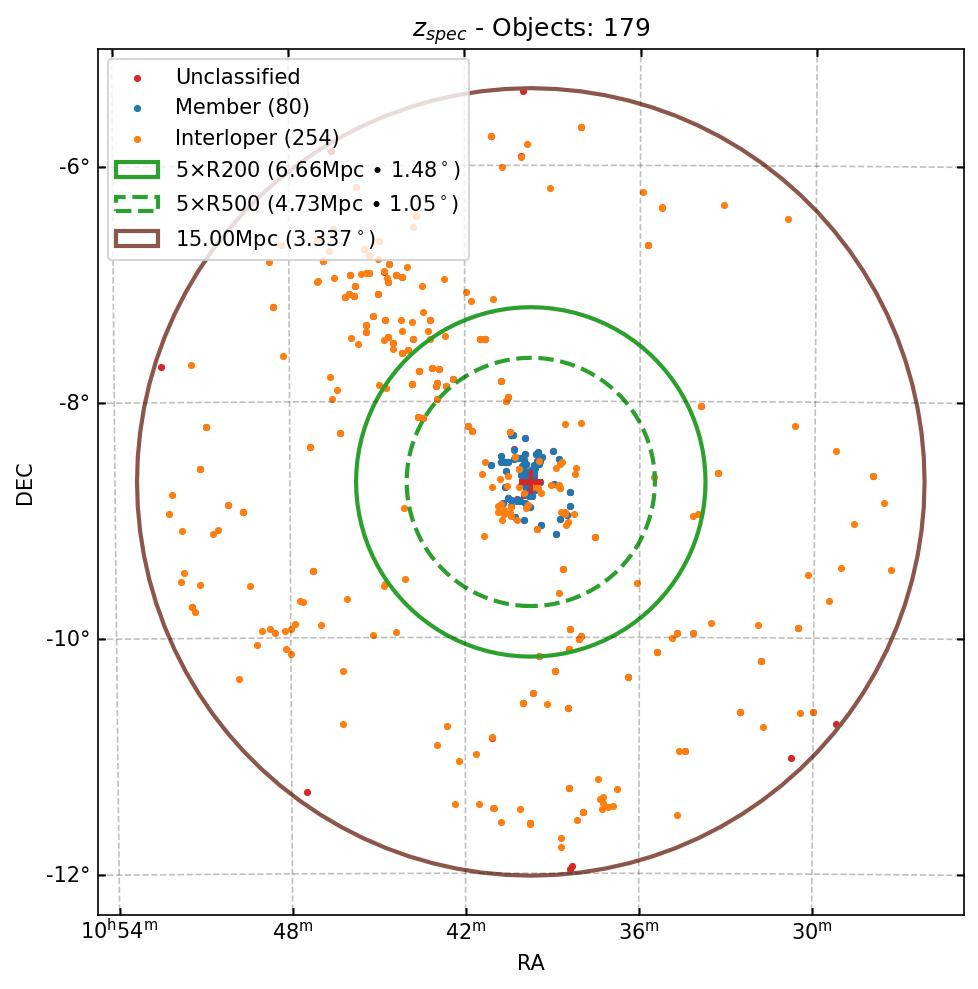 z_spec - Objects: 179
Unclassified
Member (80)
Interloper (254)
5×R200 (6.66Mpc • 1.48°)
5×R500 (4.73Mpc • 1.05°)
15.00Mpc (3.337°)
-6°
-8°
DEC
-10°
-12°
10ʰ54ᵐ 48ᵐ 42ᵐ 36ᵐ 30ᵐ
RA